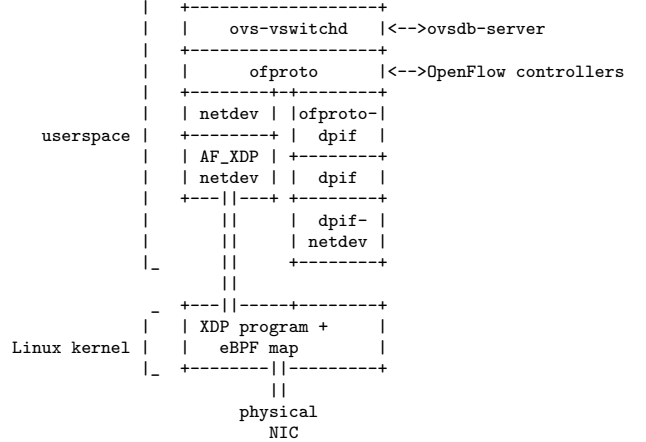 ovs-vswitchd <-->ovsdb-server
ofproto <-->OpenFlow controllers
netdev ofproto-
userspace dpif
AF_XDP
netdev dpif
dpif-
netdev
XDP program +
Linux kernel eBPF map
physical
NIC